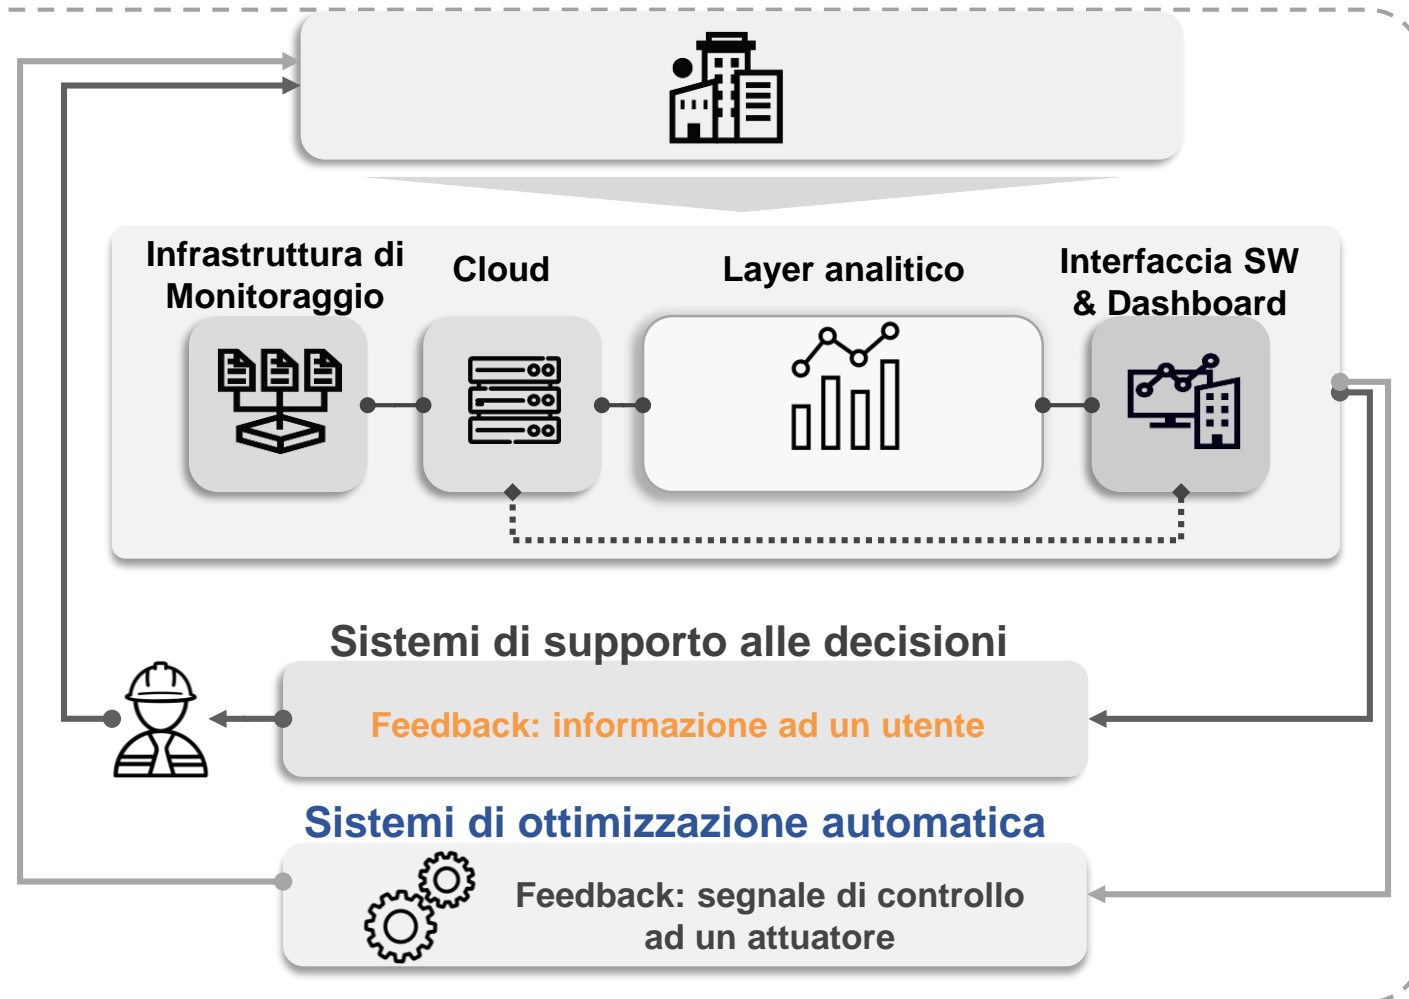 Infrastruttura di
Monitoraggio
Cloud
Layer analitico
Interfaccia SW
& Dashboard
Sistemi di supporto alle decisioni
Feedback: informazione ad un utente
Sistemi di ottimizzazione automatica
Feedback: segnale di controllo
ad un attuatore